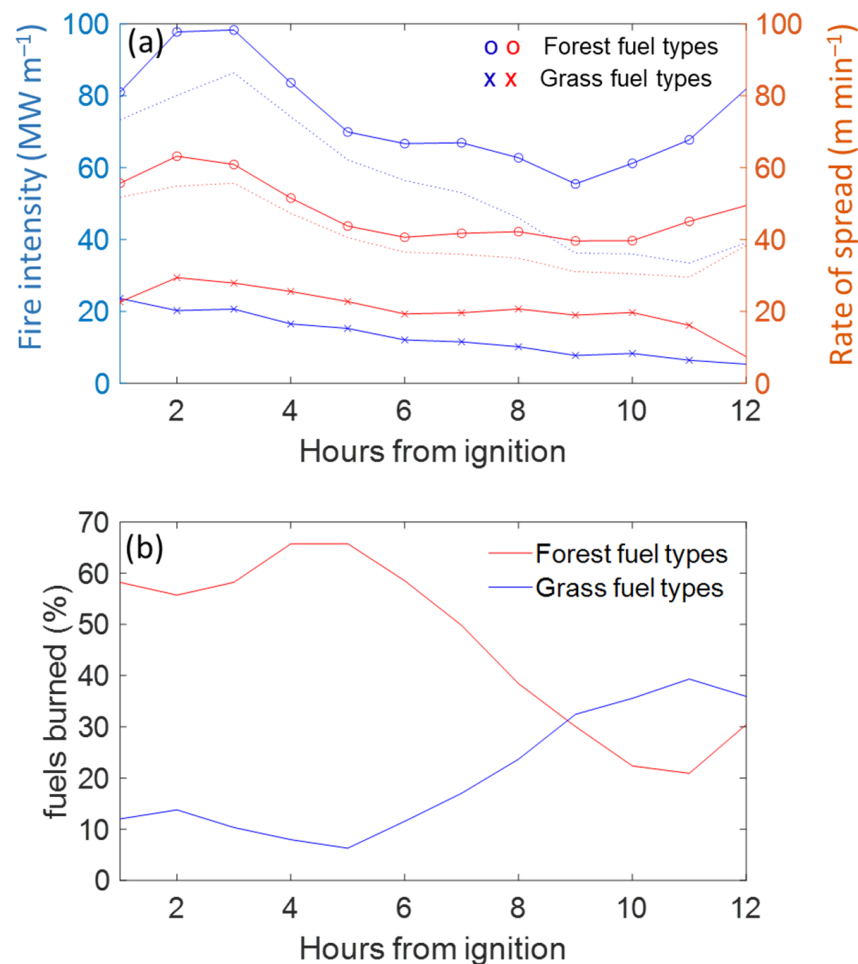 (a)
o o Forest fuel types
x x Grass fuel types
100
80
60
40
20
0
Fire intensity (MW m⁻¹)
100
80
60
40
20
0
Rate of spread (m min⁻¹)
2 4 6 8 10 12
Hours from ignition
(b)
Forest fuel types
Grass fuel types
70
60
50
40
30
20
10
0
fuels burned (%)
2 4 6 8 10 12
Hours from ignition